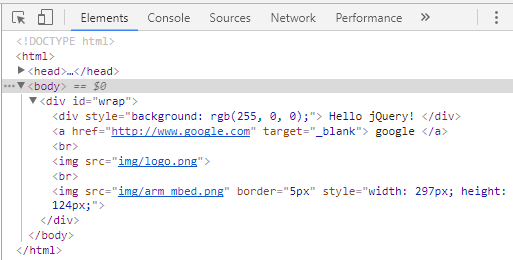 Elements Console Sources Network Performance »
<!DOCTYPE html>
<html>
▶<head>…</head>
⋯▼<body> == $0
▼<div id="wrap">
<div style="background: rgb(255, 0, 0);"> Hello jQuery! </div>
<a href="http://www.google.com" target="_blank"> google </a>
<br>
<img src="img/logo.png">
<br>
<img src="img/arm_mbed.png" border="5px" style="width: 297px; height:
124px;">
</div>
</body>
</html>